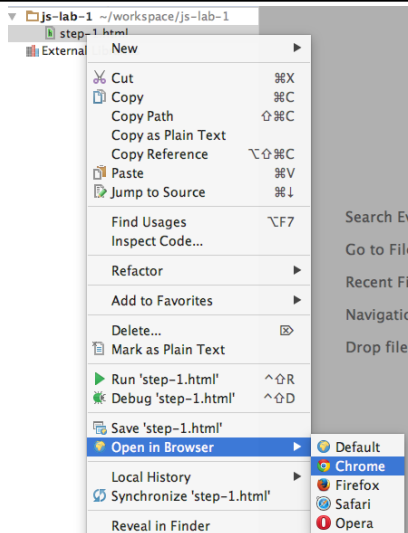 js-lab-1 ~/workspace/js-lab-1
step-1.html
External
New
Cut ⌘X
Copy ⌘C
Copy Path ⇧⌘C
Copy as Plain Text
Copy Reference ⌥⇧⌘C
Paste ⌘V
Jump to Source ⌘↓
Find Usages ⌥F7
Inspect Code...
Refactor
Add to Favorites
Delete... ⌦
Mark as Plain Text
Run 'step-1.html' ^⇧R
Debug 'step-1.html' ^⇧D
Save 'step-1.html'
Open in Browser
Local History
Synchronize 'step-1.html'
Reveal in Finder
Default
Chrome
Firefox
Safari
Opera
Search E
Go to File
Recent Fi
Navigatio
Drop file